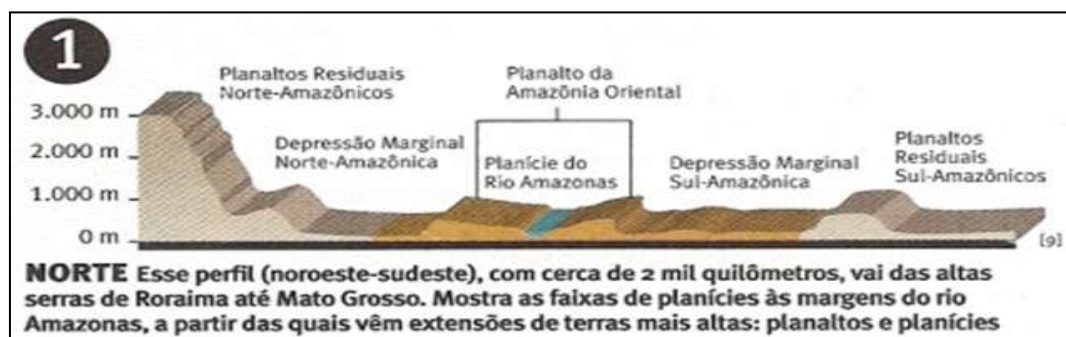 1
Planaltos Residuais
Norte-Amazônicos
Planalto da
Amazônia Oriental
3.000 m
2.000 m
1.000 m
0 m
Depressão Marginal
Norte-Amazônica
Planície do
Rio Amazonas
Depressão Marginal
Sul-Amazônica
Planaltos
Residuais
Sul-Amazônicos
[9]
NORTE Esse perfil (noroeste-sudeste), com cerca de 2 mil quilômetros, vai das altas
serras de Roraima até Mato Grosso. Mostra as faixas de planícies às margens do rio
Amazonas, a partir das quais vêm extensões de terras mais altas: planaltos e planícies